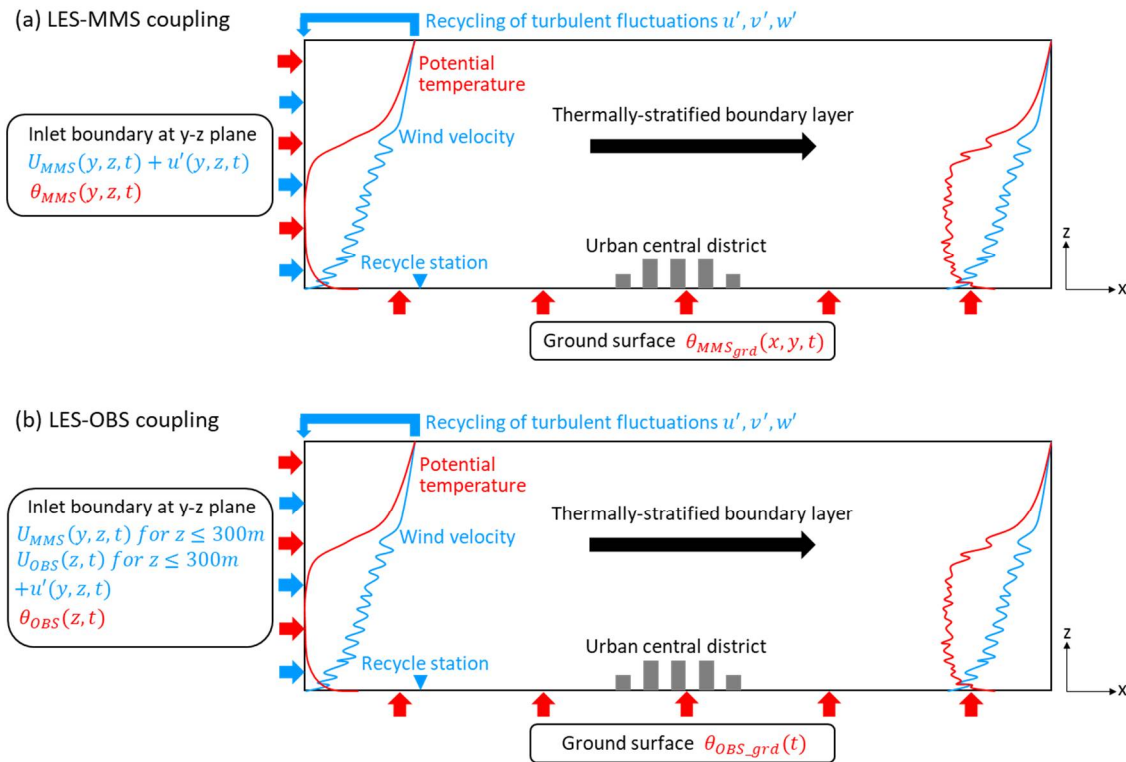 (a) LES-MMS coupling
Recycling of turbulent fluctuations u′, v′, w′
Potential
temperature
Thermally-stratified boundary layer
Wind velocity
Inlet boundary at y-z plane
U_MMS(y, z, t) + u′(y, z, t)
θ_MMS(y, z, t)
Urban central district
Recycle station
z
x
Ground surface θ_MMS_grd(x, y, t)
(b) LES-OBS coupling
Recycling of turbulent fluctuations u′, v′, w′
Potential
temperature
Thermally-stratified boundary layer
Wind velocity
Inlet boundary at y-z plane
U_MMS(y, z, t) for z ≤ 300m
U_OBS(z, t) for z ≤ 300m
+u′(y, z, t)
θ_OBS(z, t)
Urban central district
Recycle station
z
x
Ground surface θ_OBS_grd(t)